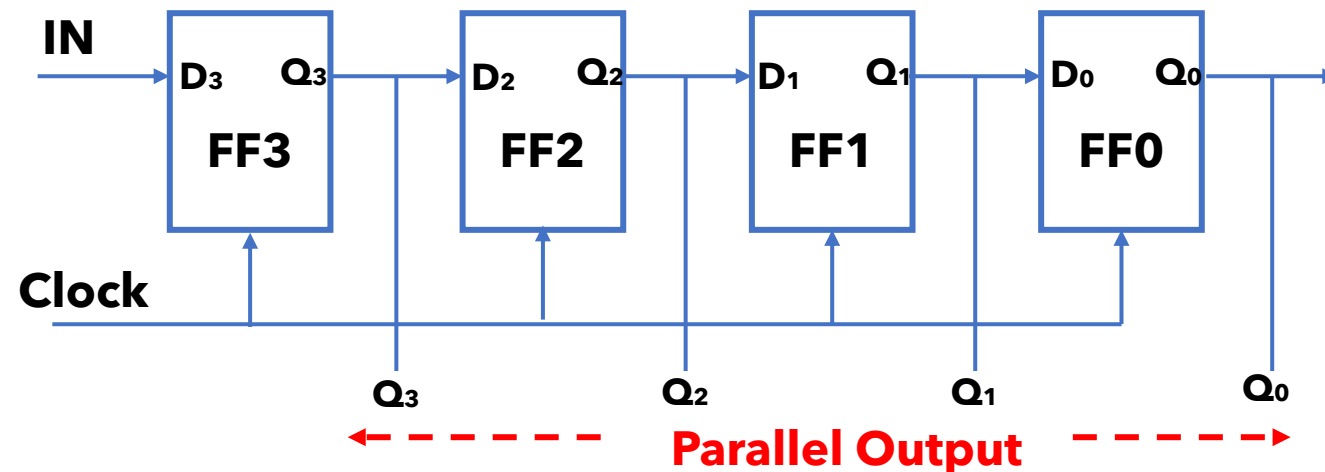 IN
D₃ Q₃ D₂ Q₂ D₁ Q₁ D₀ Q₀
FF3 FF2 FF1 FF0
Clock
Q₃ Q₂ Q₁ Q₀
Parallel Output